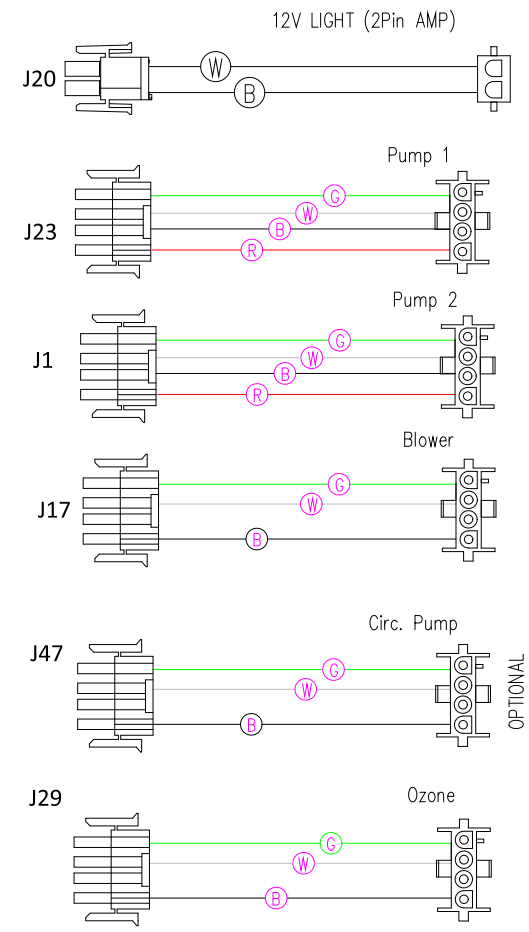 12V LIGHT (2Pin AMP)
J20
W
B
Pump 1
J23
G
W
B
R
Pump 2
J1
G
W
B
R
Blower
J17
G
W
B
Circ. Pump
J47
G
W
B
OPTIONAL
J29
Ozone
G
W
B